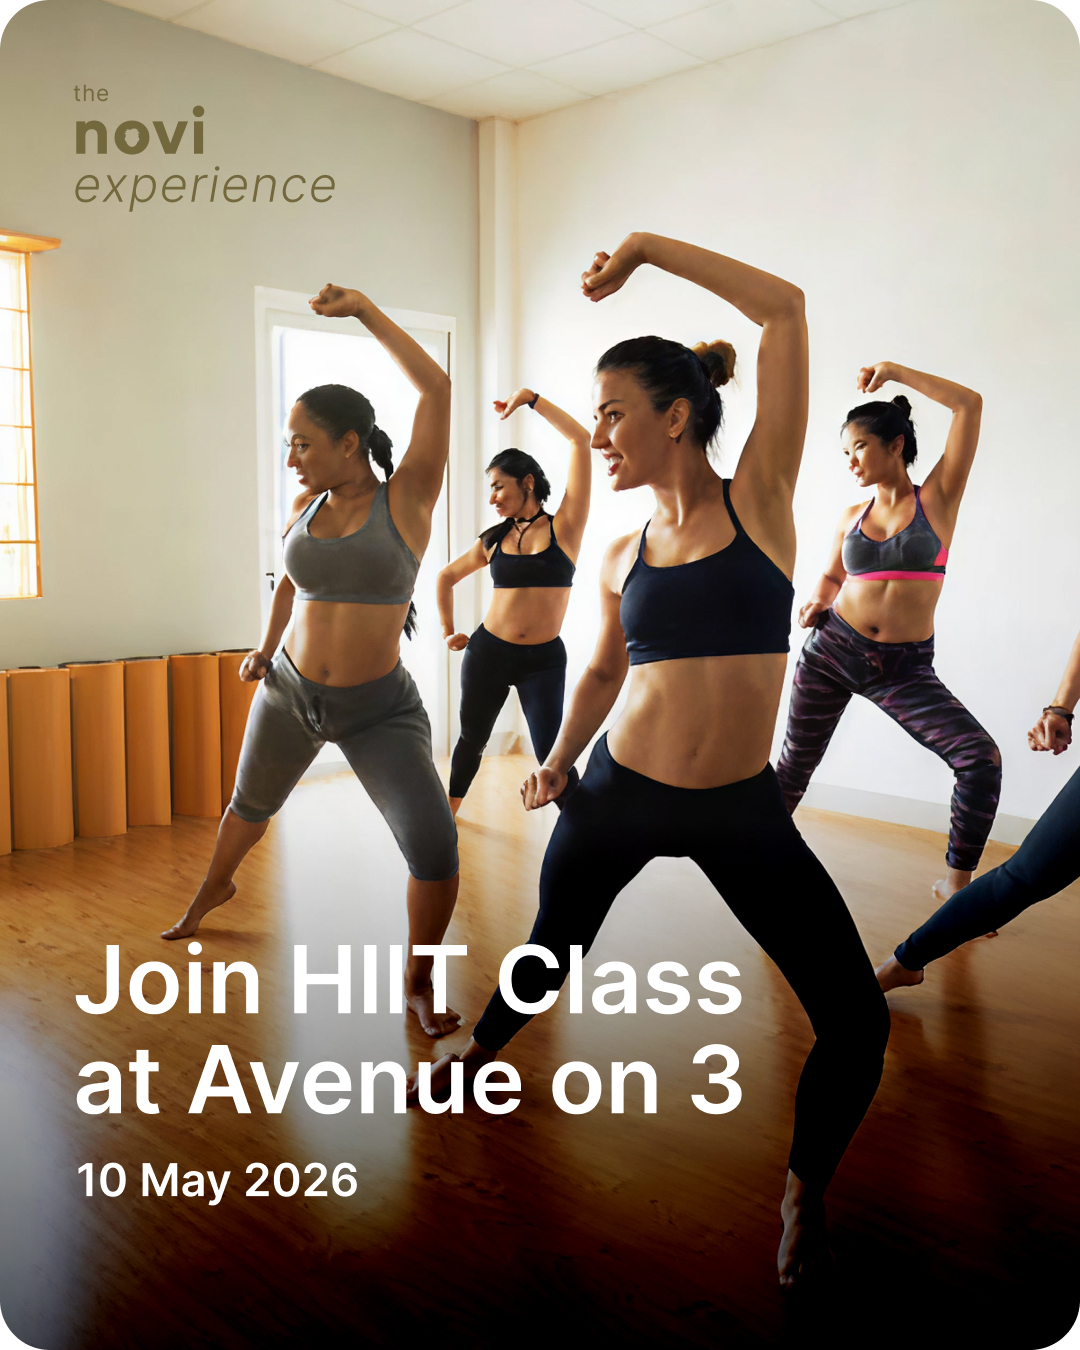 the
novi
experience
Join HIIT Class
at Avenue on 3
10 May 2026